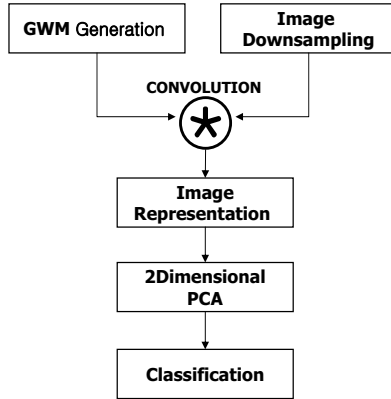 GWM Generation
Image
Downsampling
CONVOLUTION
*
Image
Representation
2Dimensional
PCA
Classification